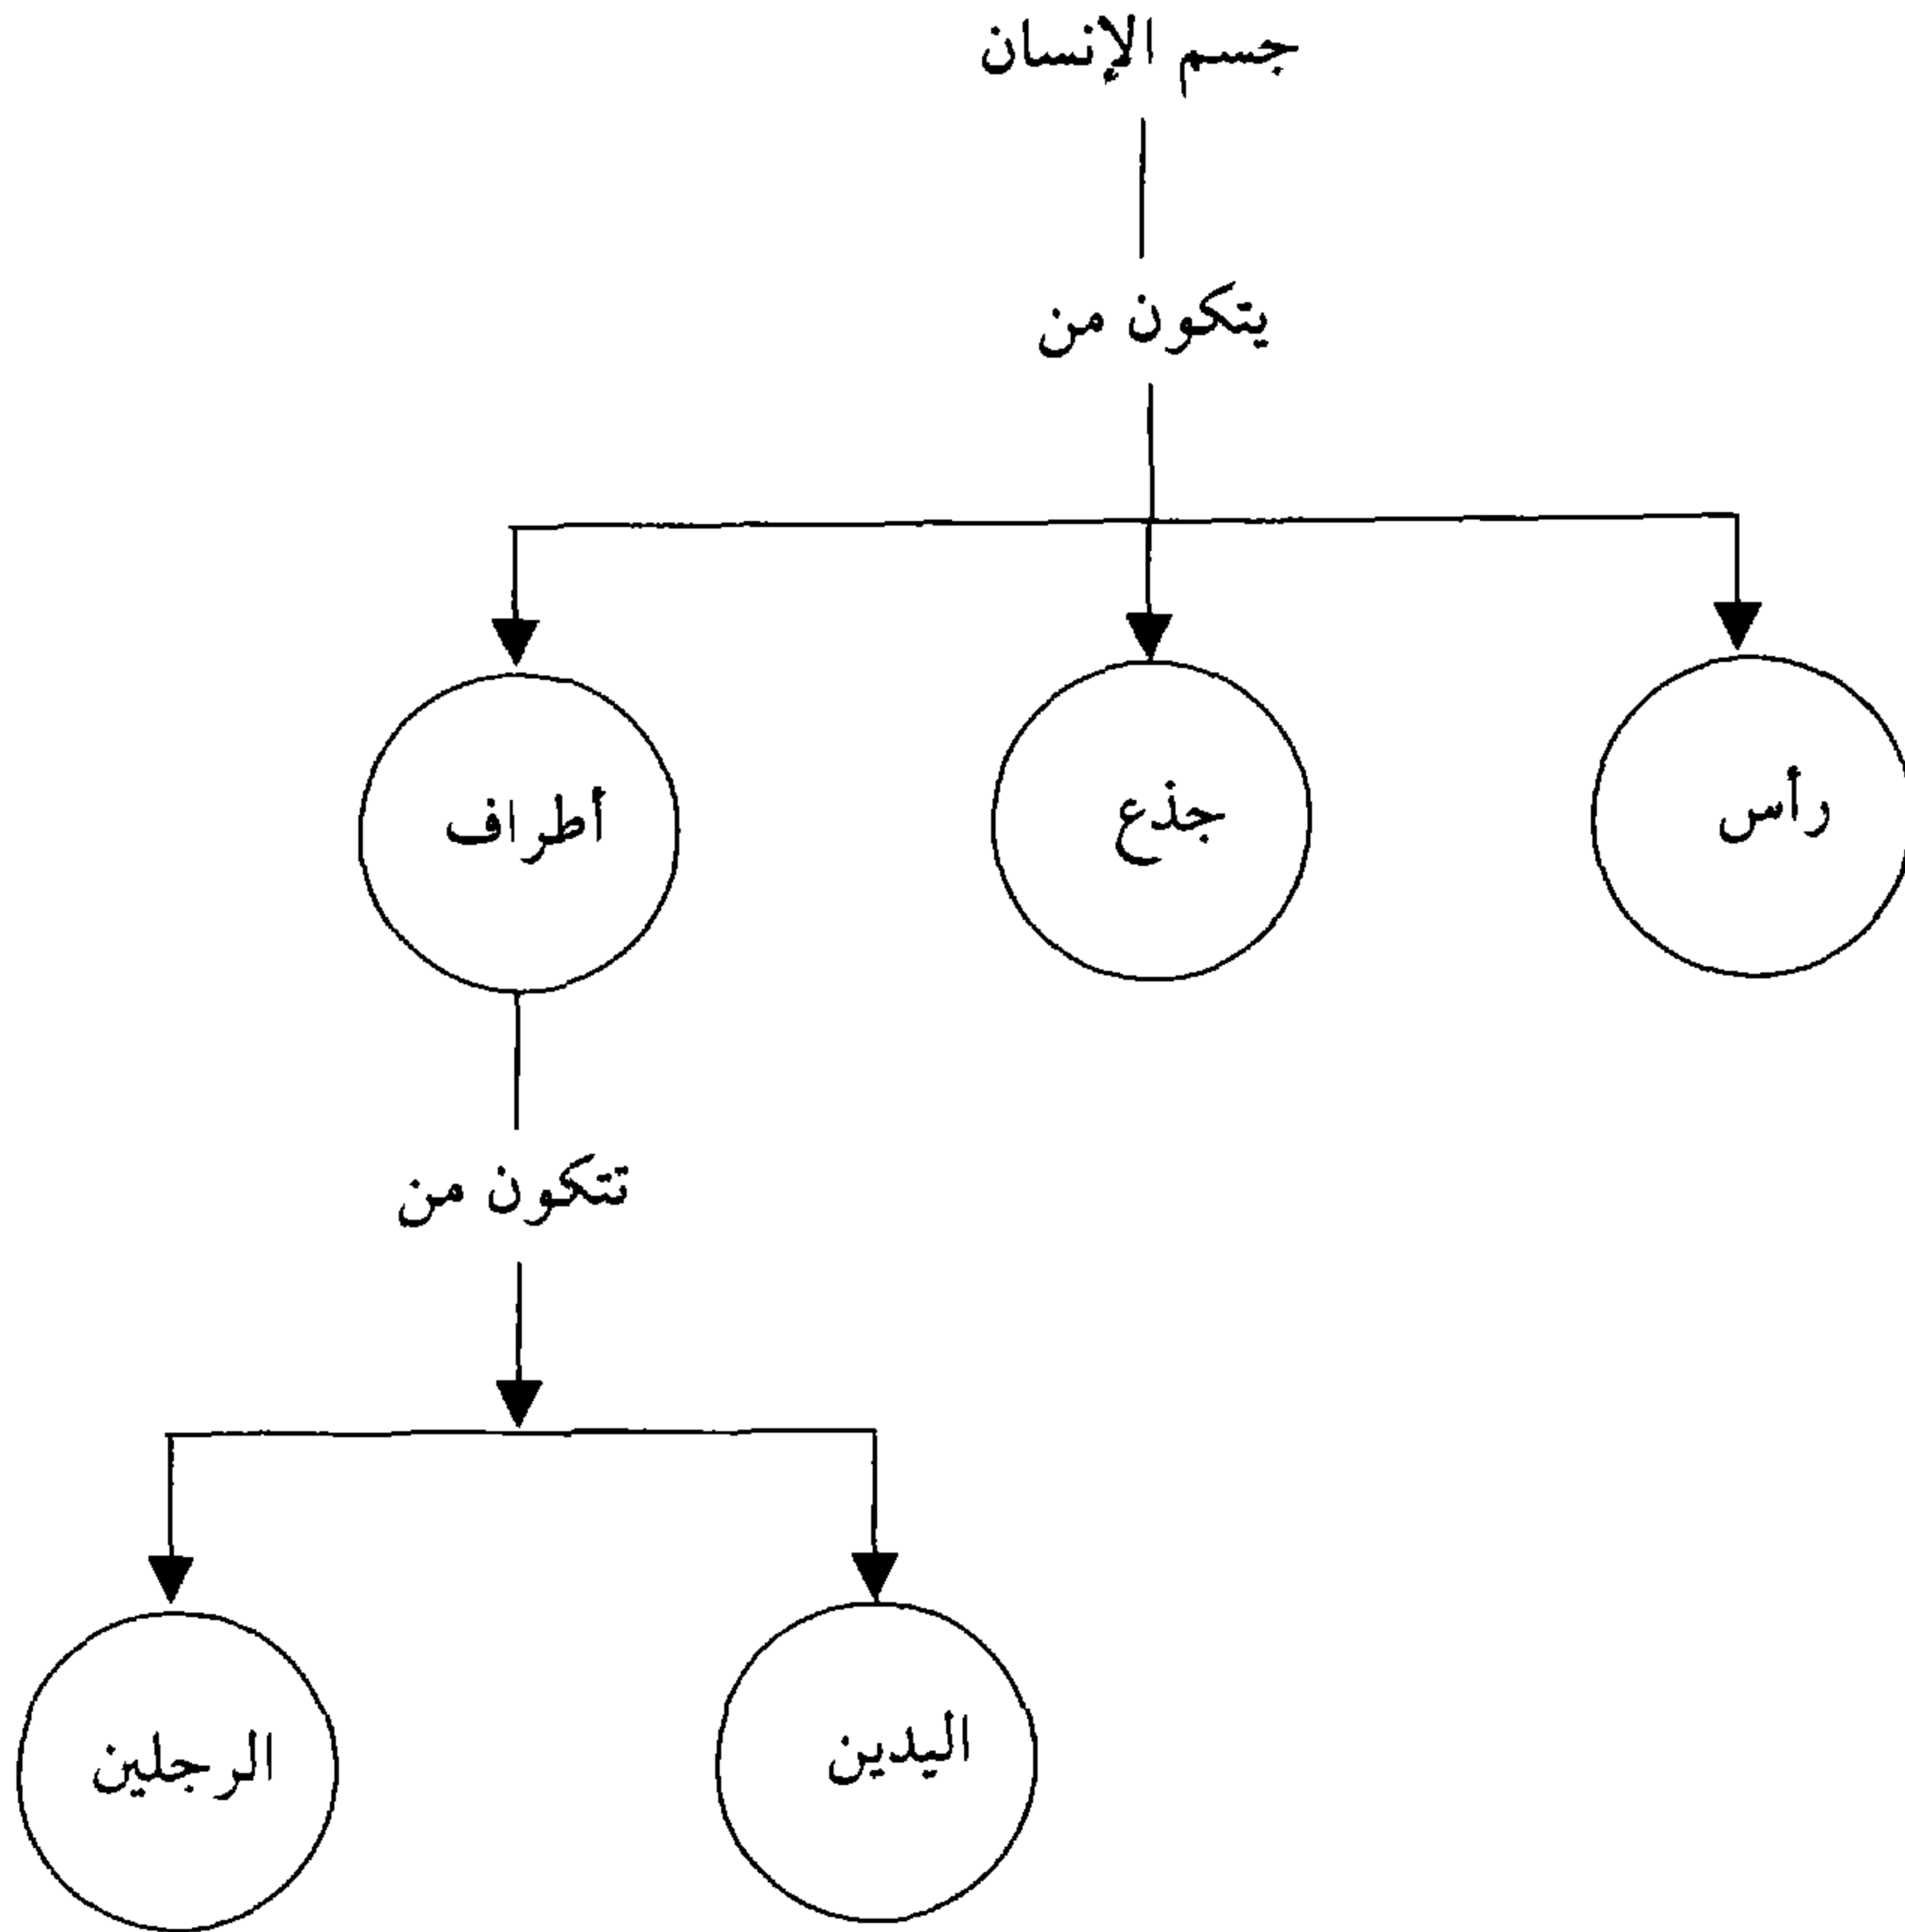 جسم الإنسان
يتكون من
رأس
جذع
أطراف
تتكون من
اليدين
الرجلين